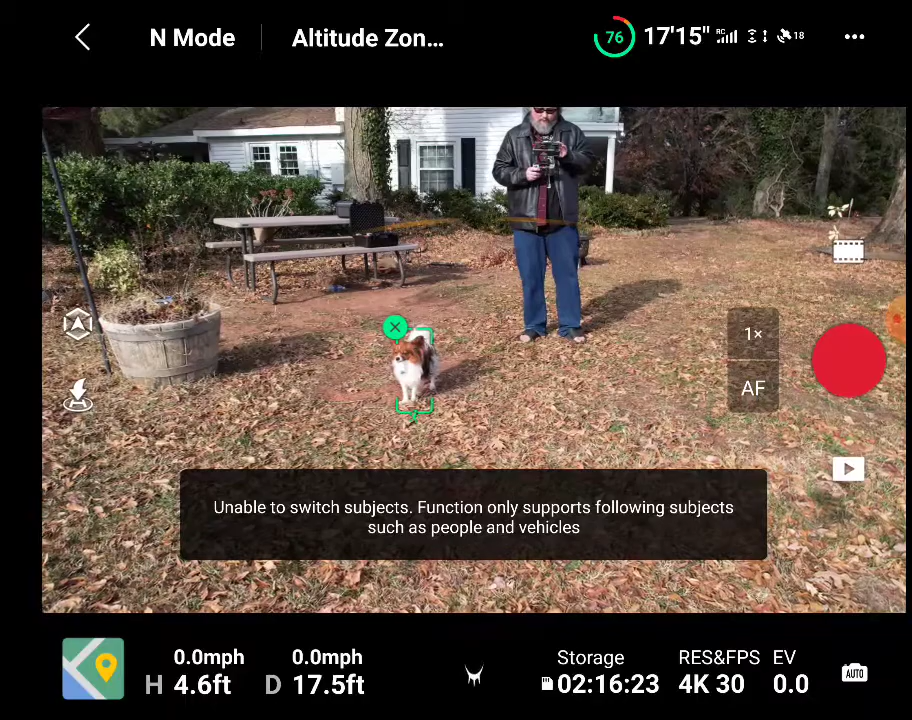 N Mode
Altitude Zon...
76
17'15"
RC
18
1×
AF
Unable to switch subjects. Function only supports following subjects
such as people and vehicles
0.0mph
0.0mph
H 4.6ft
D 17.5ft
Storage
02:16:23
RES&FPS
4K 30
EV
0.0
AUTO